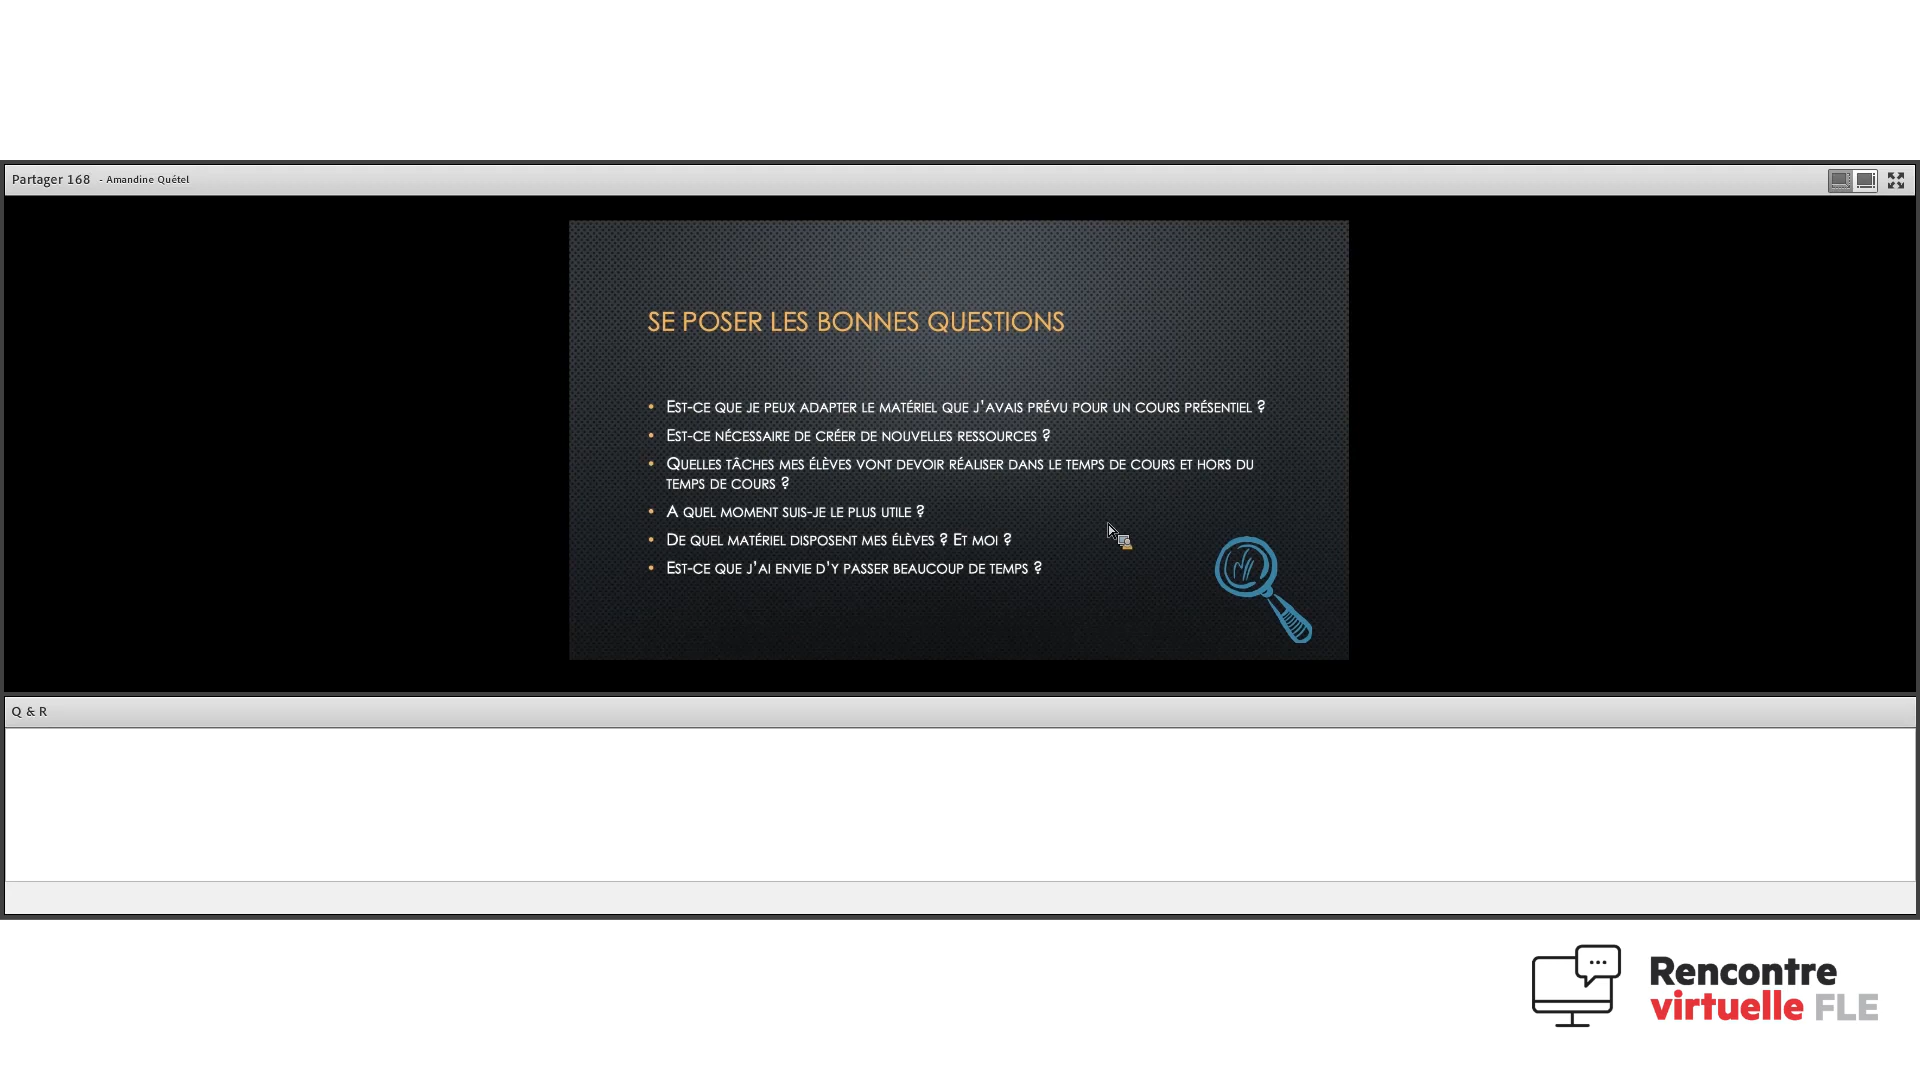 Partager 168 - Amandine Quétel
SE POSER LES BONNES QUESTIONS
• EST-CE QUE JE PEUX ADAPTER LE MATÉRIEL QUE J'AVAIS PRÉVU POUR UN COURS PRÉSENTIEL ?
• EST-CE NÉCESSAIRE DE CRÉER DE NOUVELLES RESSOURCES ?
• QUELLES TÂCHES MES ÉLÈVES VONT DEVOIR RÉALISER DANS LE TEMPS DE COURS ET HORS DU
TEMPS DE COURS ?
• A QUEL MOMENT SUIS-JE LE PLUS UTILE ?
• DE QUEL MATÉRIEL DISPOSENT MES ÉLÈVES ? ET MOI ?
• EST-CE QUE J'AI ENVIE D'Y PASSER BEAUCOUP DE TEMPS ?
Q & R
Rencontre
virtuelle FLE